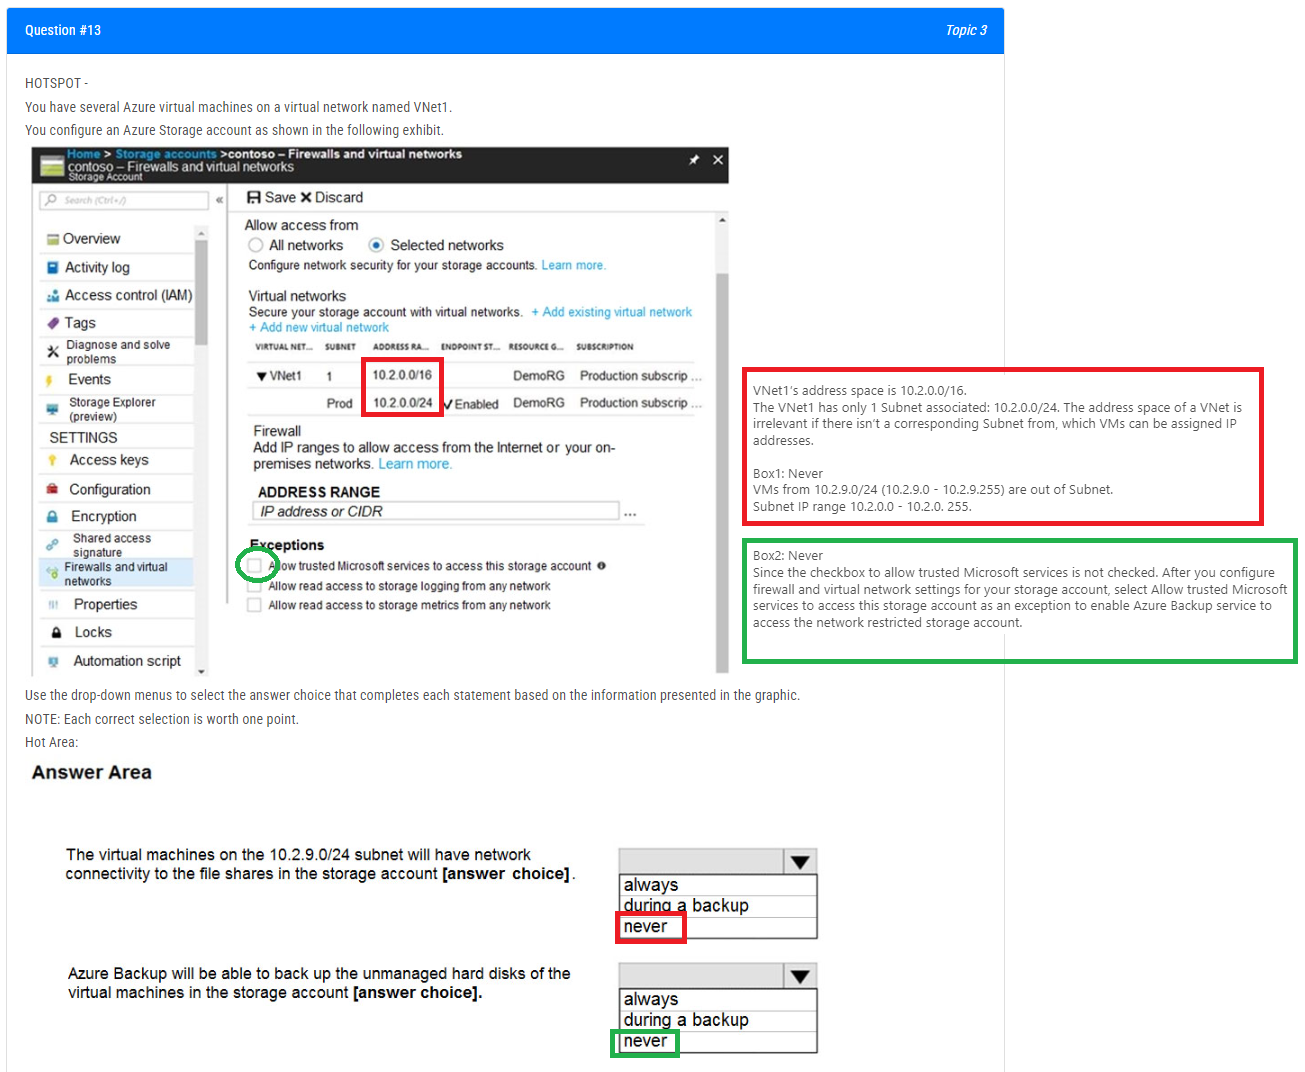 Question #13
Topic 3
HOTSPOT -
You have several Azure virtual machines on a virtual network named VNet1.
You configure an Azure Storage account as shown in the following exhibit.
Home > Storage accounts >contoso – Firewalls and virtual networks
contoso – Firewalls and virtual networks
Storage Account
Search (Ctrl+/)
«
Overview
Activity log
Access control (IAM)
Tags
Diagnose and solve
problems
Events
Storage Explorer
(preview)
SETTINGS
Access keys
Configuration
Encryption
Shared access
signature
Firewalls and virtual
networks
Properties
Locks
Automation script
Save Discard
Allow access from
All networks Selected networks
Configure network security for your storage accounts. Learn more.
Virtual networks
Secure your storage account with virtual networks. + Add existing virtual network
+ Add new virtual network
VIRTUAL NET... SUBNET ADDRESS RA... ENDPOINT ST... RESOURCE G... SUBSCRIPTION
VNet1 1 10.2.0.0/16 DemoRG Production subscrip ...
Prod 10.2.0.0/24 Enabled DemoRG Production subscrip ...
Firewall
Add IP ranges to allow access from the Internet or your on-
premises networks. Learn more.
ADDRESS RANGE
IP address or CIDR ...
Exceptions
Allow trusted Microsoft services to access this storage account
Allow read access to storage logging from any network
Allow read access to storage metrics from any network
VNet1's address space is 10.2.0.0/16.
The VNet1 has only 1 Subnet associated: 10.2.0.0/24. The address space of a VNet is
irrelevant if there isn't a corresponding Subnet from, which VMs can be assigned IP
addresses.
Box1: Never
VMs from 10.2.9.0/24 (10.2.9.0 - 10.2.9.255) are out of Subnet.
Subnet IP range 10.2.0.0 - 10.2.0. 255.
Box2: Never
Since the checkbox to allow trusted Microsoft services is not checked. After you configure
firewall and virtual network settings for your storage account, select Allow trusted Microsoft
services to access this storage account as an exception to enable Azure Backup service to
access the network restricted storage account.
Use the drop-down menus to select the answer choice that completes each statement based on the information presented in the graphic.
NOTE: Each correct selection is worth one point.
Hot Area:
Answer Area
The virtual machines on the 10.2.9.0/24 subnet will have network
connectivity to the file shares in the storage account [answer choice].
always
during a backup
never
Azure Backup will be able to back up the unmanaged hard disks of the
virtual machines in the storage account [answer choice].
always
during a backup
never